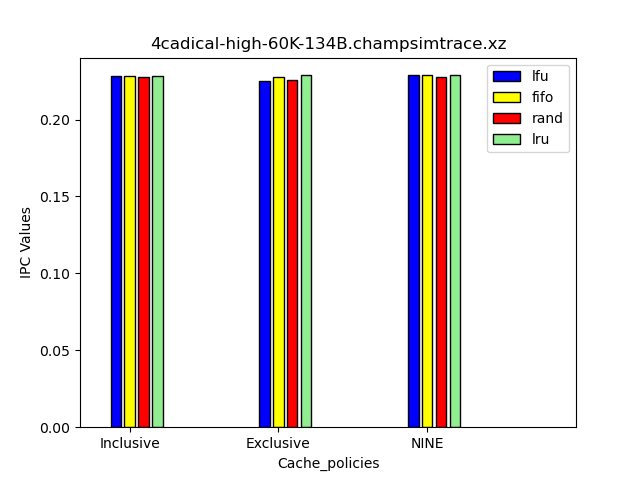 4cadical-high-60K-134B.champsimtrace.xz
lfu
fifo
rand
lru
0.20
0.15
0.10
0.05
0.00
IPC Values
Inclusive
Exclusive
NINE
Cache_policies